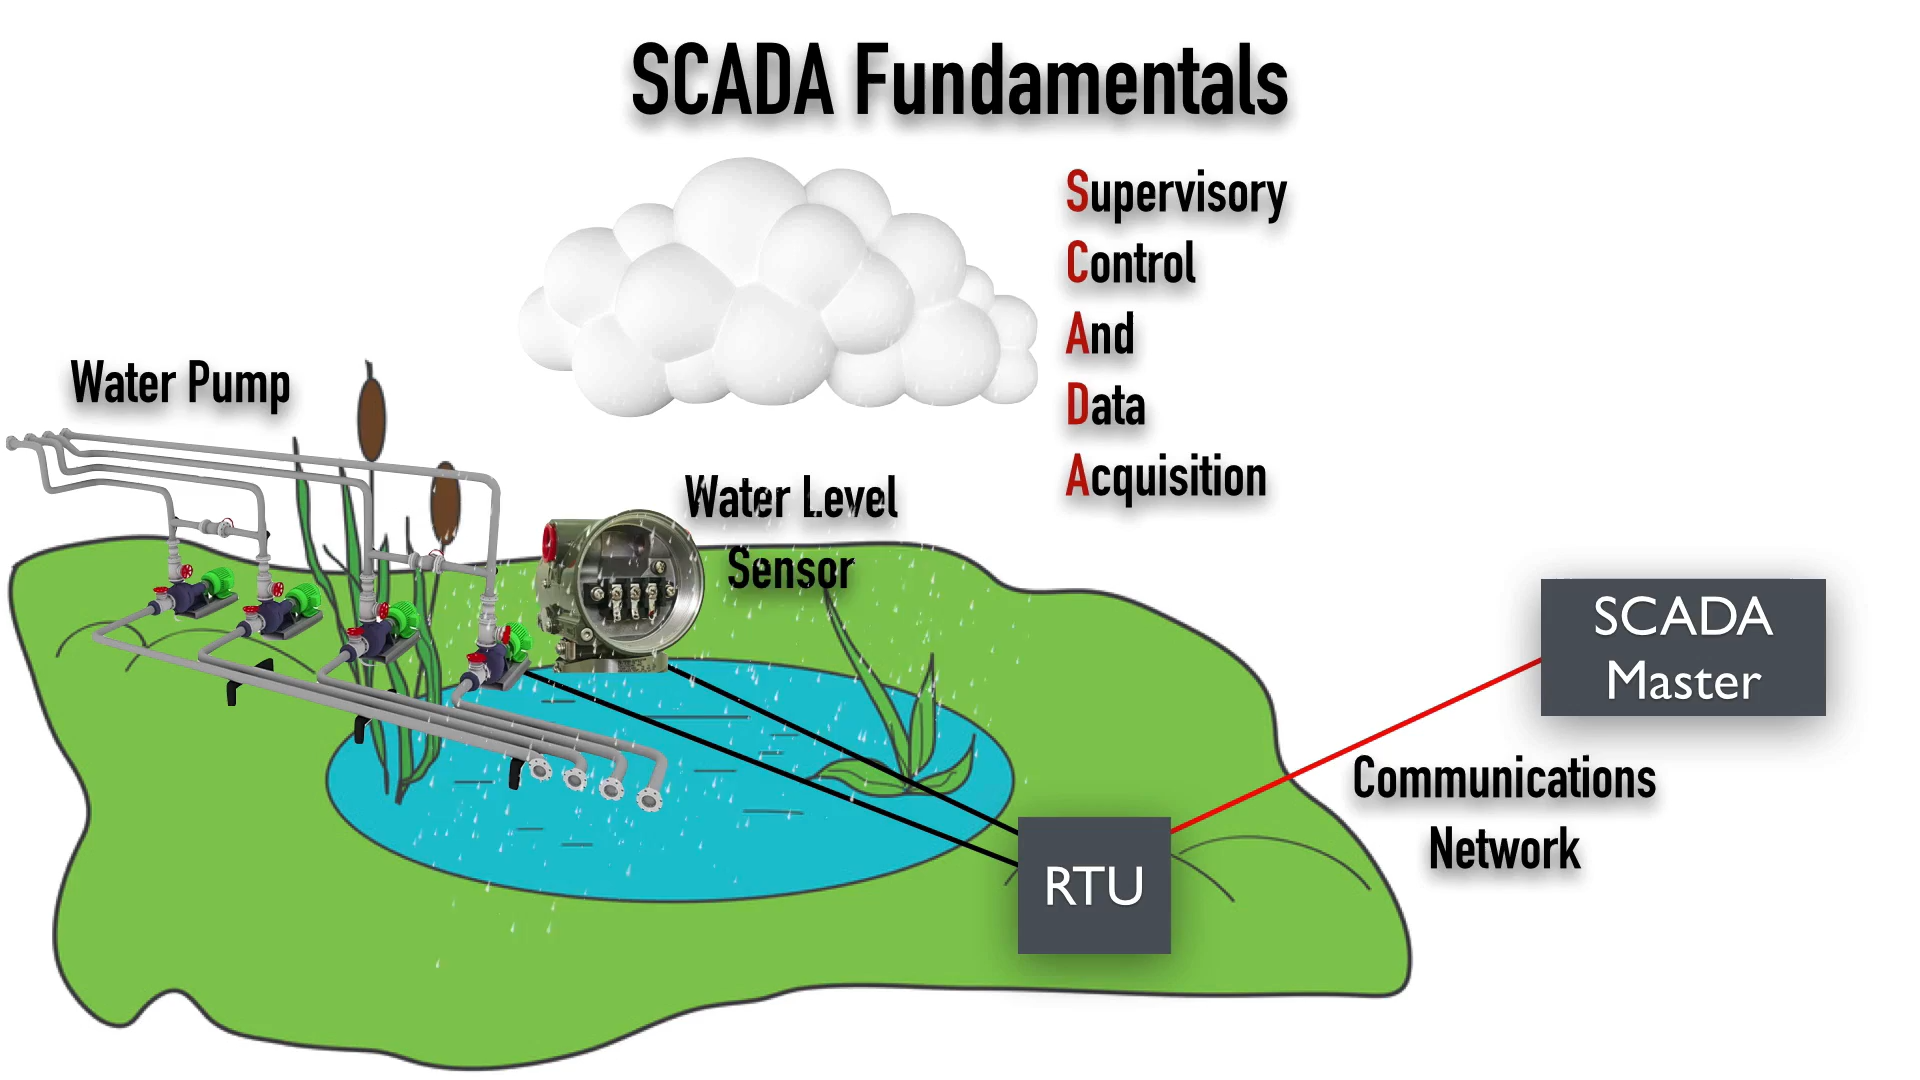 SCADA Fundamentals
Supervisory
Control
And
Data
Acquisition
Water Pump
Water Level
Sensor
SCADA
Master
Communications
Network
RTU